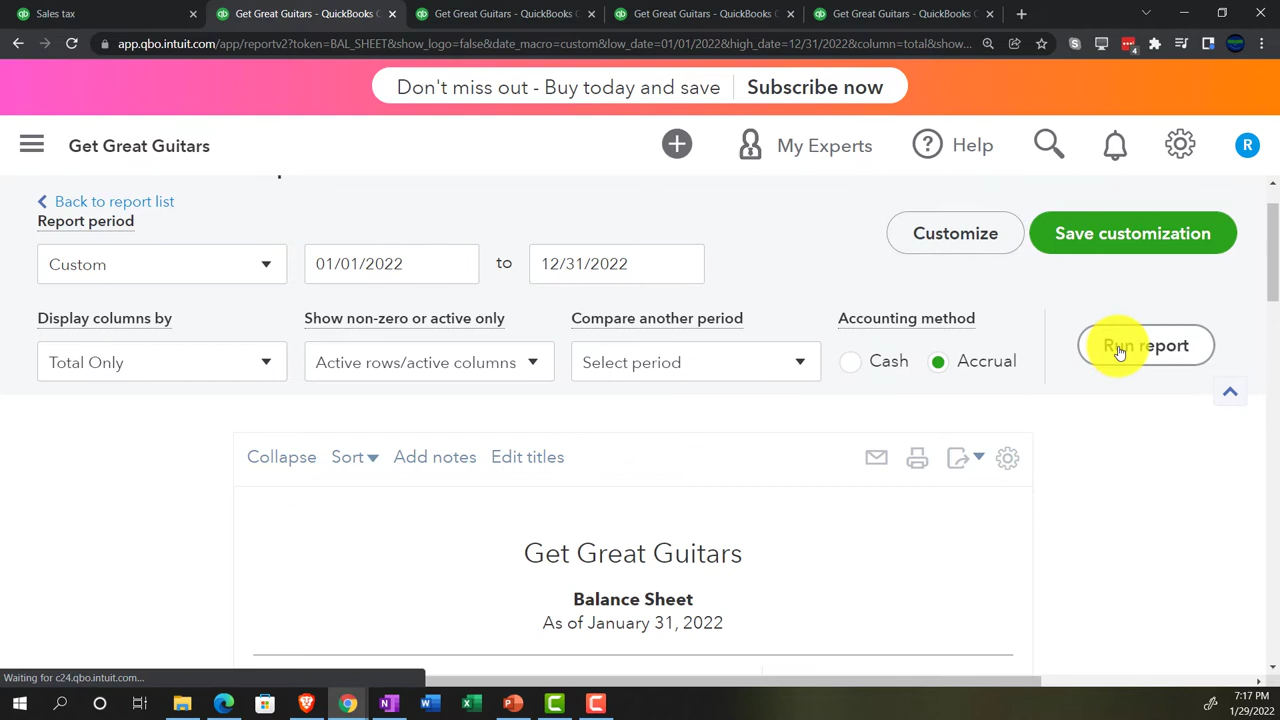 Sales tax
Get Great Guitars - QuickBooks C
Get Great Guitars - QuickBooks C
Get Great Guitars - QuickBooks C
Get Great Guitars - QuickBooks C
app.qbo.intuit.com/app/reportv2?token=BAL_SHEET&show_logo=false&date_macro=custom&low_date=01/01/2022&high_date=12/31/2022&column=total&show...
4
Don't miss out - Buy today and save
Subscribe now
Get Great Guitars
My Experts
Help
R
Back to report list
Report period
Customize
Save customization
Custom
01/01/2022
to
12/31/2022
Display columns by
Show non-zero or active only
Compare another period
Accounting method
Total Only
Active rows/active columns
Select period
Cash
Accrual
Run report
Collapse
Sort
Add notes
Edit titles
Get Great Guitars
Balance Sheet
As of January 31, 2022
Waiting for c24.qbo.intuit.com...
7:17 PM
1/29/2022